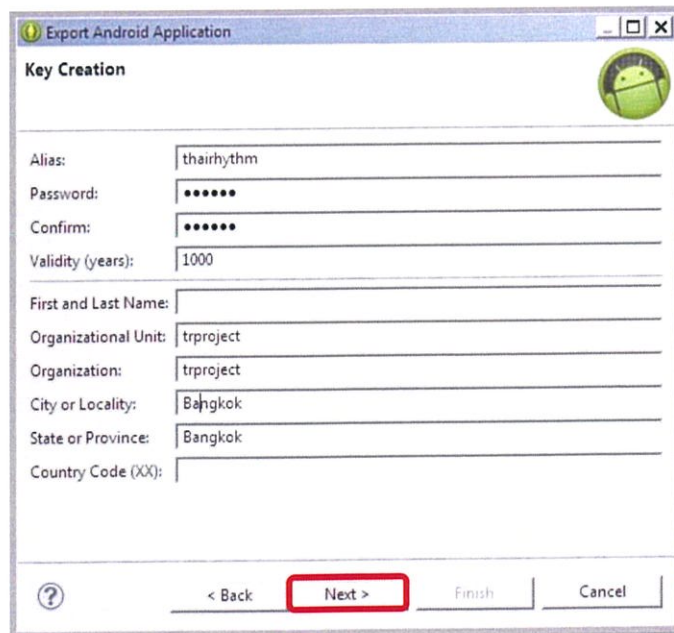 Export Android Application
Key Creation
Alias: thairhythm
Password: ••••••
Confirm: ••••••
Validity (years): 1000
First and Last Name:
Organizational Unit: trproject
Organization: trproject
City or Locality: Bangkok
State or Province: Bangkok
Country Code (XX):
? < Back Next > Finish Cancel